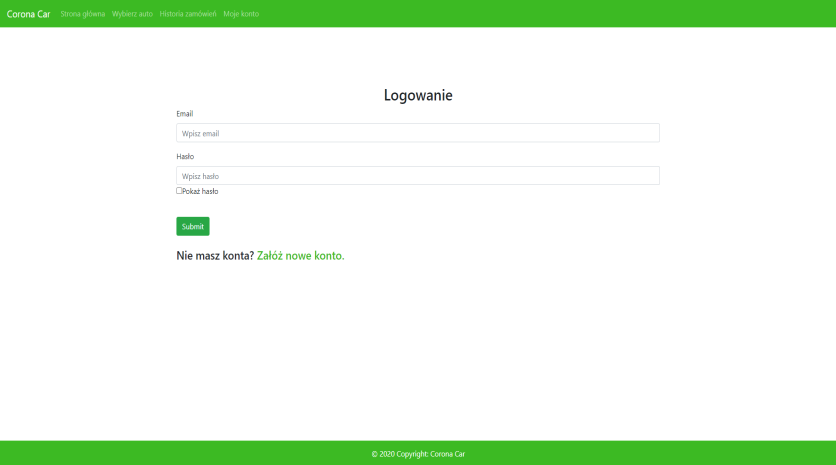 Corona Car Strona główna Wybierz auto Historia zamówień Moje konto
Logowanie
Email
Wpisz email
Hasło
Wpisz hasło
Pokaż hasło
Submit
Nie masz konta? Załóż nowe konto.
© 2020 Copyright: Corona Car